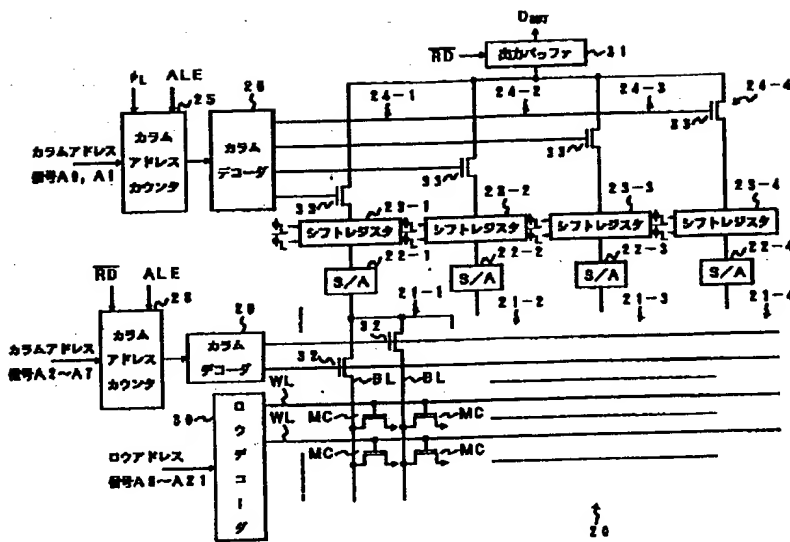 DOUT
RD
出力バッファ
31
φL ALE
25
26
カラムアドレス
信号A0, A1
カラム
アドレス
カウンタ
カラム
デコーダ
24-1
24-2
24-3
24-4
33
33
33
33
23-1
23-2
23-3
23-4
φL
φL
シフトレジスタ
φL
φL
シフトレジスタ
φL
φL
シフトレジスタ
φL
φL
シフトレジスタ
22-1
22-2
22-3
22-4
S/A
S/A
S/A
S/A
21-1
21-2
21-3
21-4
RD ALE
28
29
カラムアドレス
信号A2~A7
カラム
アドレス
カウンタ
カラム
デコーダ
32
32
BL
BL
30
WL
WL
MC
MC
MC
MC
ロウアドレス
信号A8~A21
ロウデコーダ
20